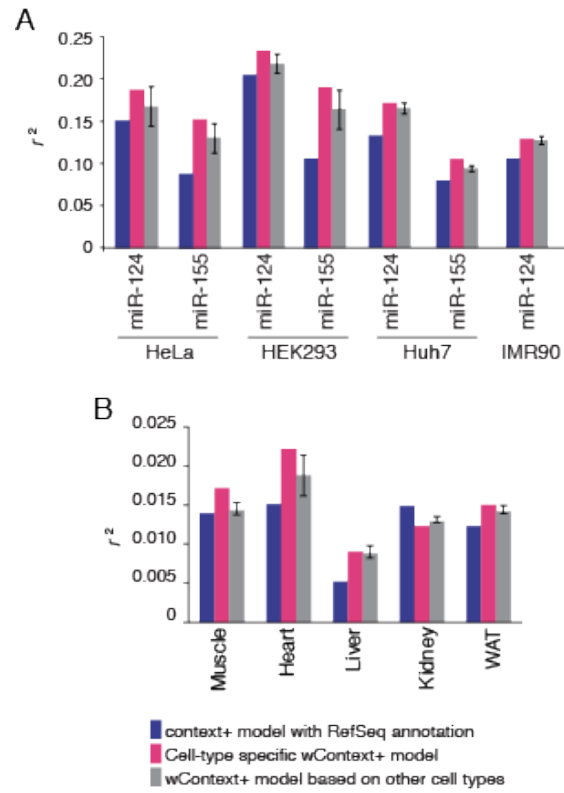 A
0.25
0.20
0.15
0.10
0.05
0
r²
miR-124
miR-155
miR-124
miR-155
miR-124
miR-155
miR-124
HeLa
HEK293
Huh7
IMR90
B
0.025
0.020
0.015
0.010
0.005
0
r²
Muscle
Heart
Liver
Kidney
WAT
context+ model with RefSeq annotation
Cell-type specific wContext+ model
wContext+ model based on other cell types